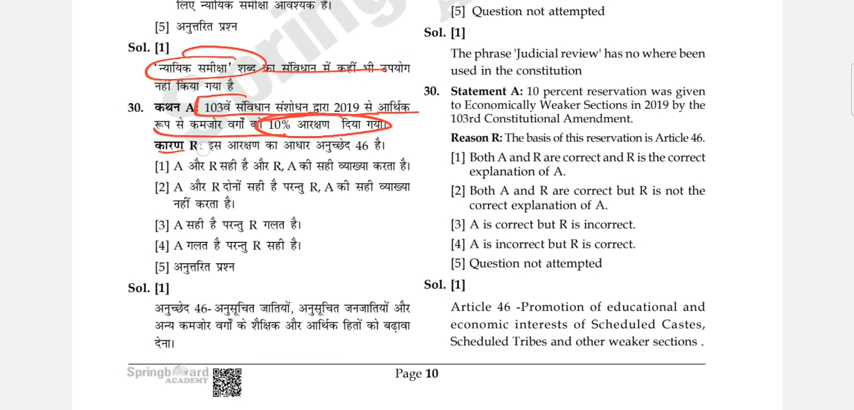 लिए न्यायिक समीक्षा आवश्यक है।
[5] अनुत्तरित प्रश्न
Sol. [1]
'न्यायिक समीक्षा' शब्द का संविधान में कहीं भी उपयोग
नहीं किया गया है
30. कथन A: 103वें संविधान संशोधन द्वारा 2019 से आर्थिक
रूप से कमजोर वर्गों को 10% आरक्षण दिया गया।
कारण R: इस आरक्षण का आधार अनुच्छेद 46 है।
[1] A और R सही है और R, A की सही व्याख्या करता है।
[2] A और R दोनों सही है परन्तु R, A की सही व्याख्या
नहीं करता है।
[3] A सही है परन्तु R गलत है।
[4] A गलत है परन्तु R सही है।
[5] अनुत्तरित प्रश्न
Sol. [1]
अनुच्छेद 46- अनुसूचित जातियों, अनुसूचित जनजातियों और
अन्य कमजोर वर्गों के शैक्षिक और आर्थिक हितों को बढ़ावा
देना।
[5] Question not attempted
Sol. [1]
The phrase 'Judicial review' has no where been
used in the constitution
30. Statement A: 10 percent reservation was given
to Economically Weaker Sections in 2019 by the
103rd Constitutional Amendment.
Reason R: The basis of this reservation is Article 46.
[1] Both A and R are correct and R is the correct
explanation of A.
[2] Both A and R are correct but R is not the
correct explanation of A.
[3] A is correct but R is incorrect.
[4] A is incorrect but R is correct.
[5] Question not attempted
Sol. [1]
Article 46 -Promotion of educational and
economic interests of Scheduled Castes,
Scheduled Tribes and other weaker sections .
Springboard
ACADEMY
Page 10